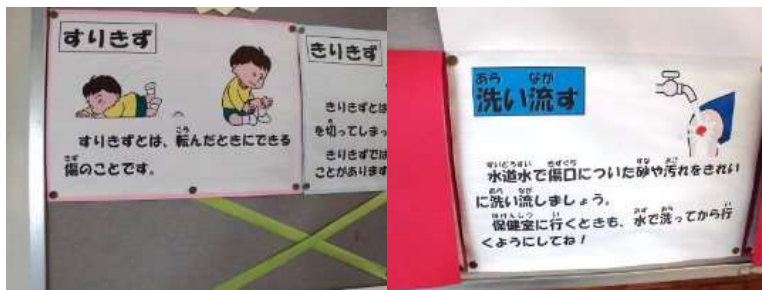 すりきず
すりきずとは、転んだときにできる
傷のことです。
きりきず
きりきずとは
を切ってしまっ
きりきずでは
ことがあります
洗い流す
水道水で傷口についた砂や汚れをきれい
に洗い流しましょう。
保健室に行くときも、水で洗ってから行
くようにしてね！